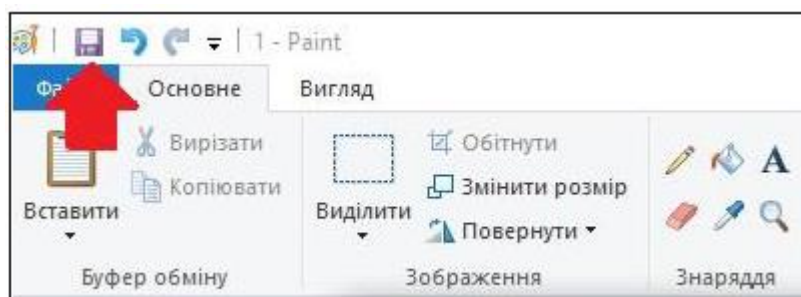 1 - Paint
Основне Вигляд
Вирізати
Копіювати
Вставити
Буфер обміну
Обітнути
Змінити розмір
Повернути
Виділити
Зображення
A
Знаряддя